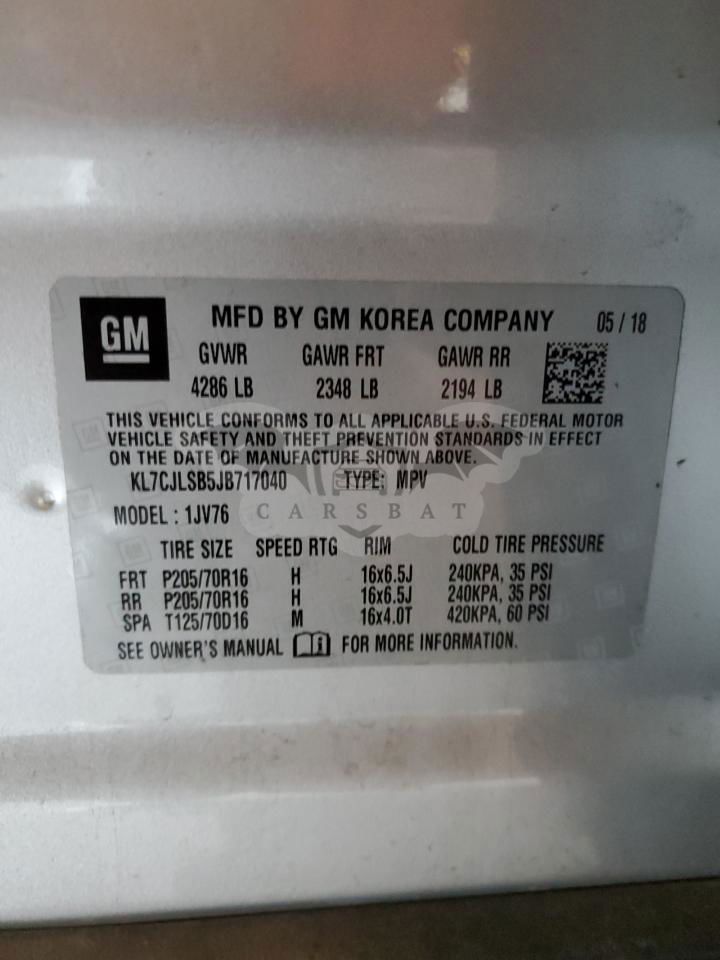 GM
MFD BY GM KOREA COMPANY 05 / 18
GVWR GAWR FRT GAWR RR
4286 LB 2348 LB 2194 LB
THIS VEHICLE CONFORMS TO ALL APPLICABLE U.S. FEDERAL MOTOR
VEHICLE SAFETY AND THEFT PREVENTION STANDARDS IN EFFECT
ON THE DATE OF MANUFACTURE SHOWN ABOVE.
KL7CJLSB5JB717040 TYPE: MPV
CARSBAT
MODEL : 1JV76
TIRE SIZE SPEED RTG RIM COLD TIRE PRESSURE
FRT P205/70R16 H 16x6.5J 240KPA, 35 PSI
RR P205/70R16 H 16x6.5J 240KPA, 35 PSI
SPA T125/70D16 M 16x4.0T 420KPA, 60 PSI
SEE OWNER'S MANUAL i FOR MORE INFORMATION.